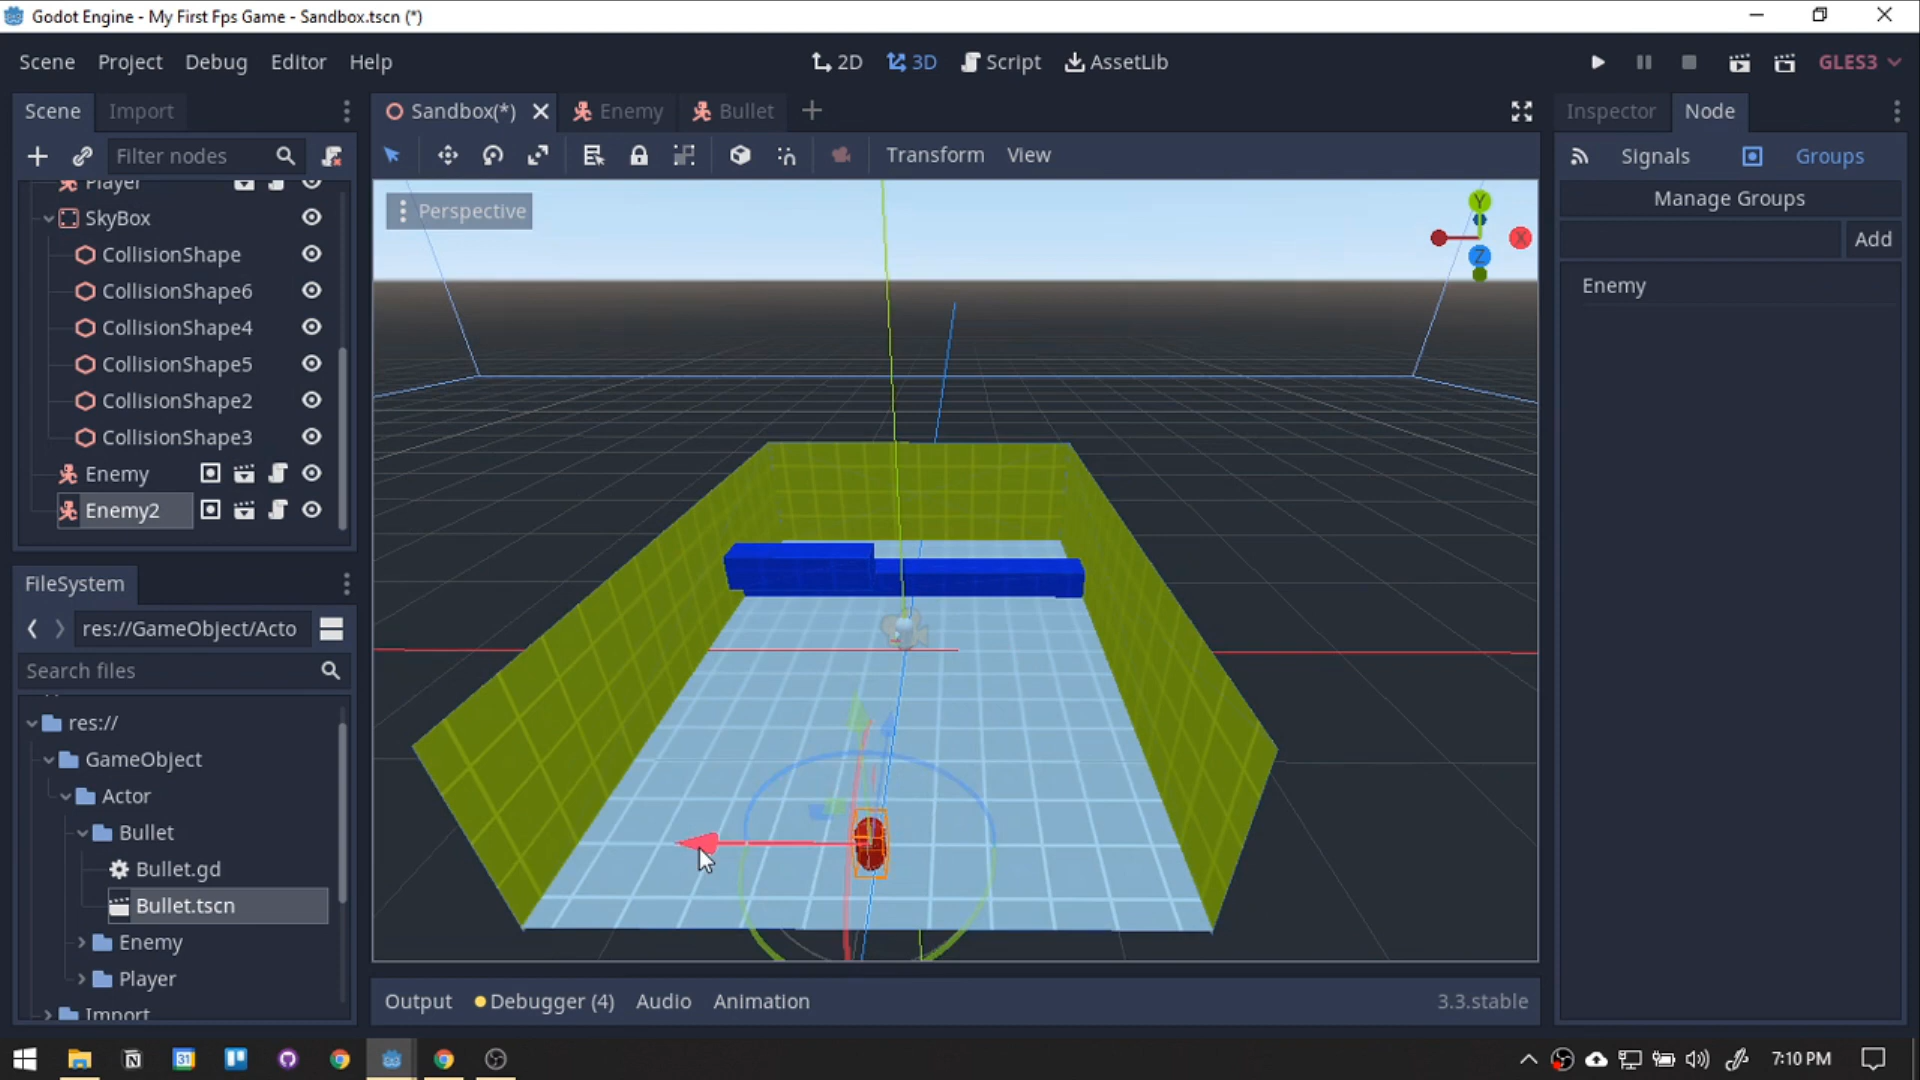 Godot Engine - My First Fps Game - Sandbox.tscn (*)
Scene Project Debug Editor Help
2D 3D Script AssetLib
GLES3
Scene Import
Sandbox(*) Enemy Bullet
Inspector Node
Filter nodes
Transform View
Signals Groups
Player
SkyBox
CollisionShape
CollisionShape6
CollisionShape4
CollisionShape5
CollisionShape2
CollisionShape3
Enemy
Enemy2
Perspective
Y
X
Z
Manage Groups
Add
Enemy
FileSystem
res://GameObject/Acto
Search files
res://
GameObject
Actor
Bullet
Bullet.gd
Bullet.tscn
Enemy
Player
Import
Output Debugger (4) Audio Animation
3.3.stable
31
7:10 PM